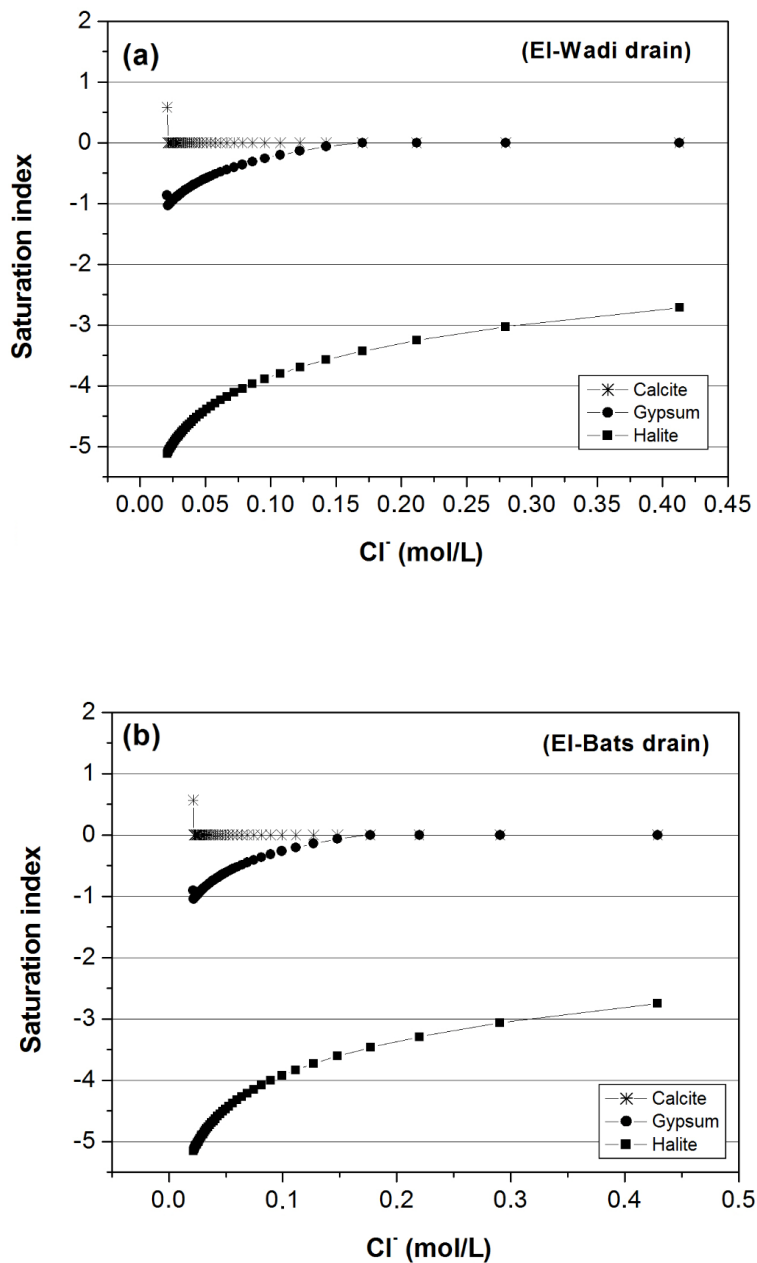 (a)
(El-Wadi drain)
2
1
0
-1
-2
-3
-4
-5
Saturation index
Calcite
Gypsum
Halite
0.00 0.05 0.10 0.15 0.20 0.25 0.30 0.35 0.40 0.45
Cl⁻ (mol/L)
(b)
(El-Bats drain)
2
1
0
-1
-2
-3
-4
-5
Saturation index
Calcite
Gypsum
Halite
0.0 0.1 0.2 0.3 0.4 0.5
Cl⁻ (mol/L)